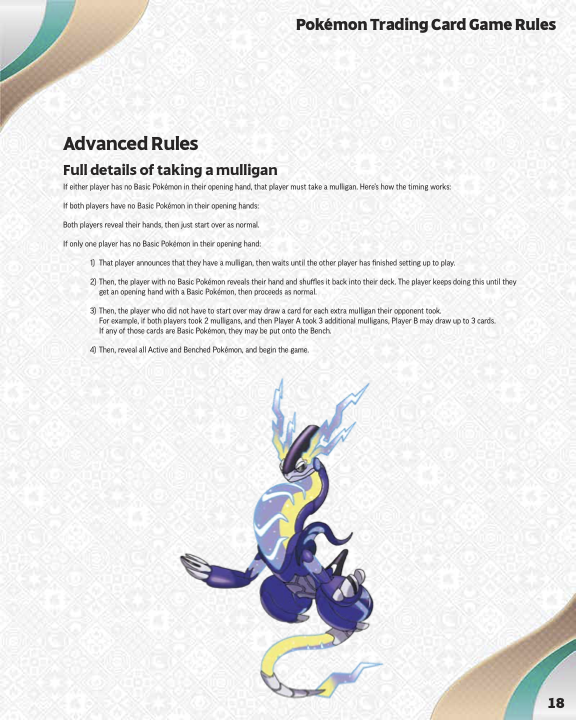 Pokémon Trading Card Game Rules
Advanced Rules
Full details of taking a mulligan
If either player has no Basic Pokémon in their opening hand, that player must take a mulligan. Here's how the timing works:
If both players have no Basic Pokémon in their opening hands:
Both players reveal their hands, then just start over as normal.
If only one player has no Basic Pokémon in their opening hand:
1) That player announces that they have a mulligan, then waits until the other player has finished setting up to play.
2) Then, the player with no Basic Pokémon reveals their hand and shuffles it back into their deck. The player keeps doing this until they
get an opening hand with a Basic Pokémon, then proceeds as normal.
3) Then, the player who did not have to start over may draw a card for each extra mulligan their opponent took.
For example, if both players took 2 mulligans, and then Player A took 3 additional mulligans, Player B may draw up to 3 cards.
If any of those cards are Basic Pokémon, they may be put onto the Bench.
4) Then, reveal all Active and Benched Pokémon, and begin the game.
18